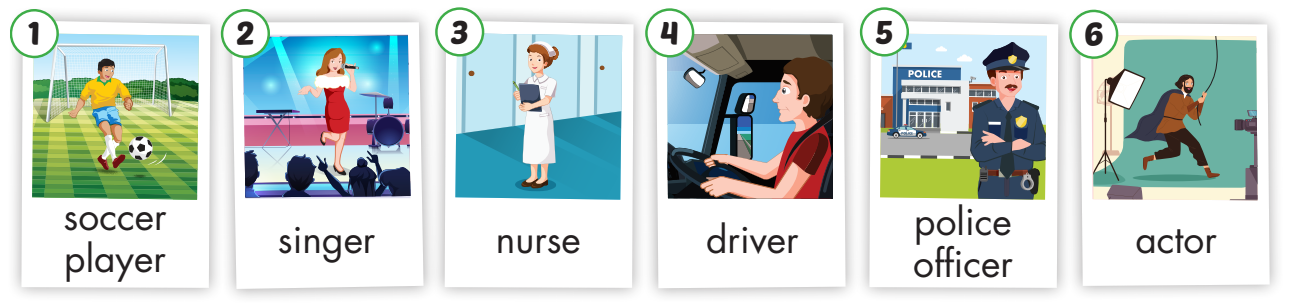 1
soccer
player
2
singer
3
nurse
4
driver
5
POLICE
police
officer
6
actor